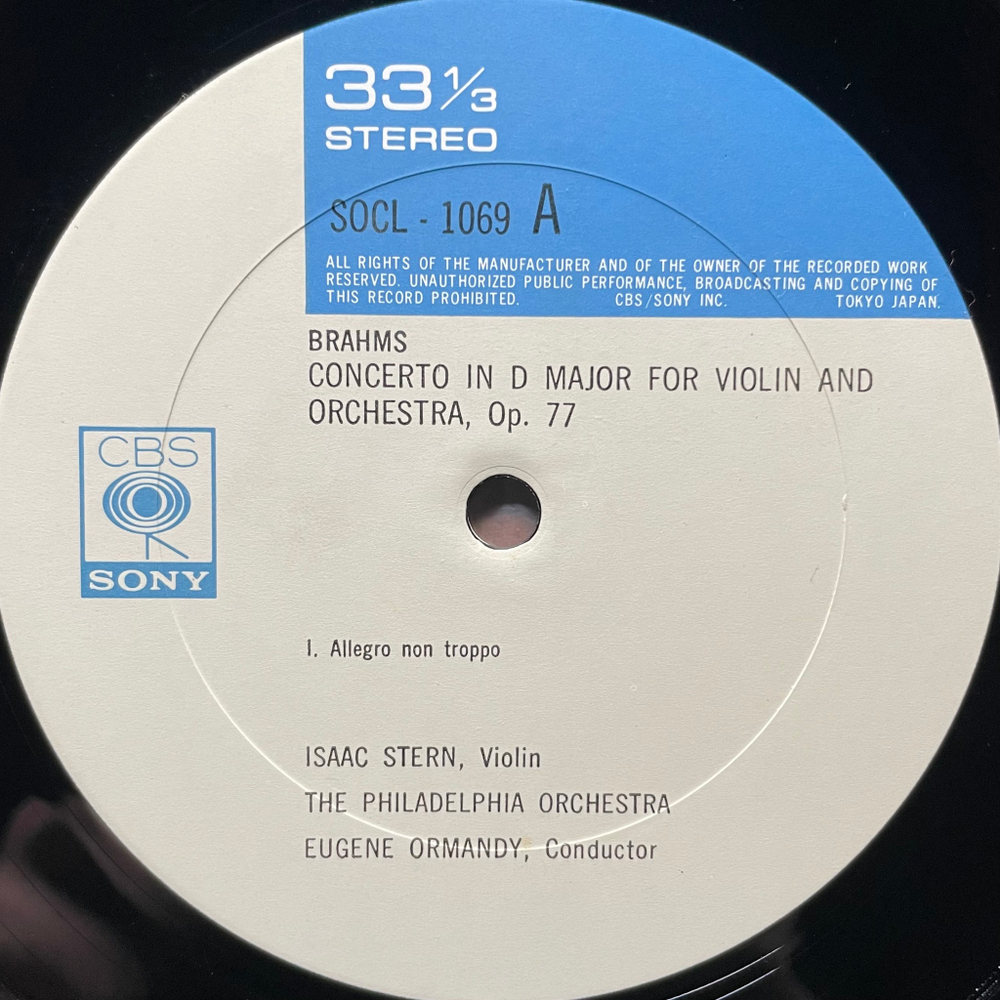 33 1/3
STEREO
SOCL - 1069 A
ALL RIGHTS OF THE MANUFACTURER AND OF THE OWNER OF THE RECORDED WORK
RESERVED. UNAUTHORIZED PUBLIC PERFORMANCE, BROADCASTING AND COPYING OF
THIS RECORD PROHIBITED. CBS/SONY INC. TOKYO JAPAN.
BRAHMS
CONCERTO IN D MAJOR FOR VIOLIN AND
ORCHESTRA, Op. 77
CBS
SONY
I. Allegro non troppo
ISAAC STERN, Violin
THE PHILADELPHIA ORCHESTRA
EUGENE ORMANDY, Conductor